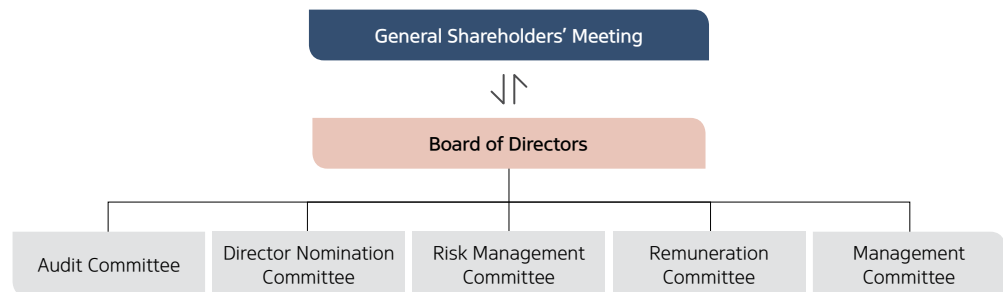 General Shareholders’ Meeting
Board of Directors
Audit Committee
Director Nomination
Committee
Risk Management
Committee
Remuneration
Committee
Management
Committee